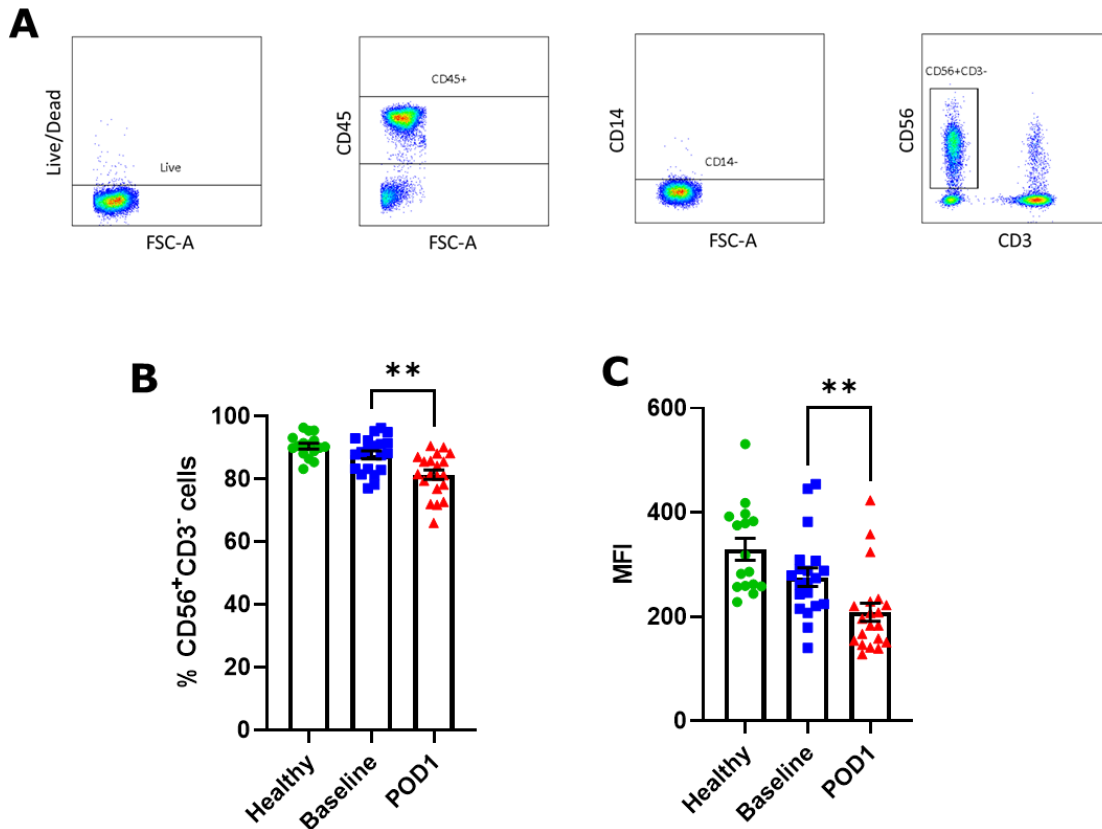 A
Live/Dead
Live
FSC-A
CD45
CD45+
FSC-A
CD14
CD14-
FSC-A
CD56
CD56+CD3-
CD3
B
**
% CD56⁺CD3⁻ cells
100
80
60
40
20
0
Healthy
Baseline
POD1
C
**
MFI
600
400
200
0
Healthy
Baseline
POD1